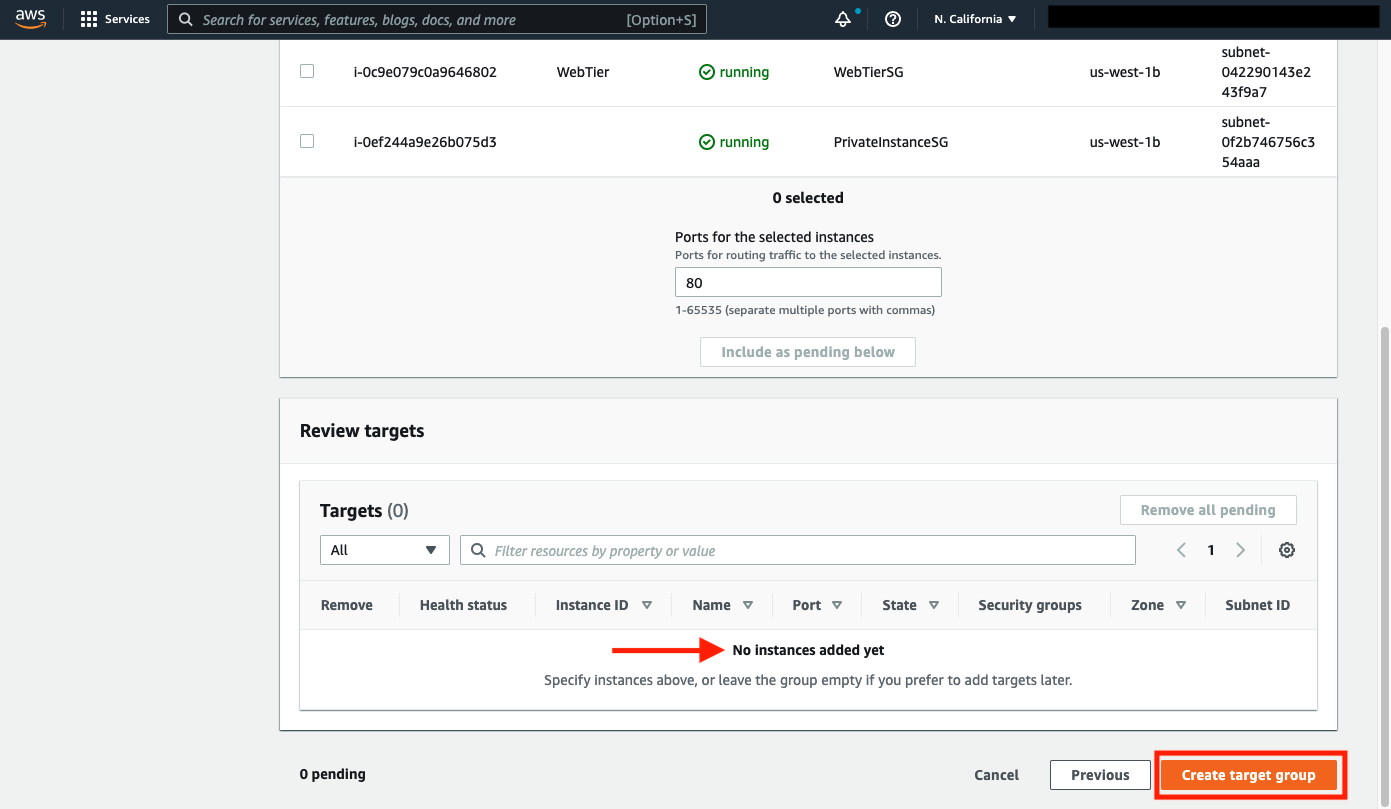 aws
Services
Search for services, features, blogs, docs, and more
[Option+S]
N. California
i-0c9e079c0a9646802
WebTier
running
WebTierSG
us-west-1b
subnet-
042290143e2
43f9a7
i-0ef244a9e26b075d3
running
PrivateInstanceSG
us-west-1b
subnet-
0f2b746756c3
54aaa
0 selected
Ports for the selected instances
Ports for routing traffic to the selected instances.
80
1-65535 (separate multiple ports with commas)
Include as pending below
Review targets
Targets (0)
Remove all pending
All
Filter resources by property or value
1
Remove
Health status
Instance ID
Name
Port
State
Security groups
Zone
Subnet ID
No instances added yet
Specify instances above, or leave the group empty if you prefer to add targets later.
0 pending
Cancel
Previous
Create target group